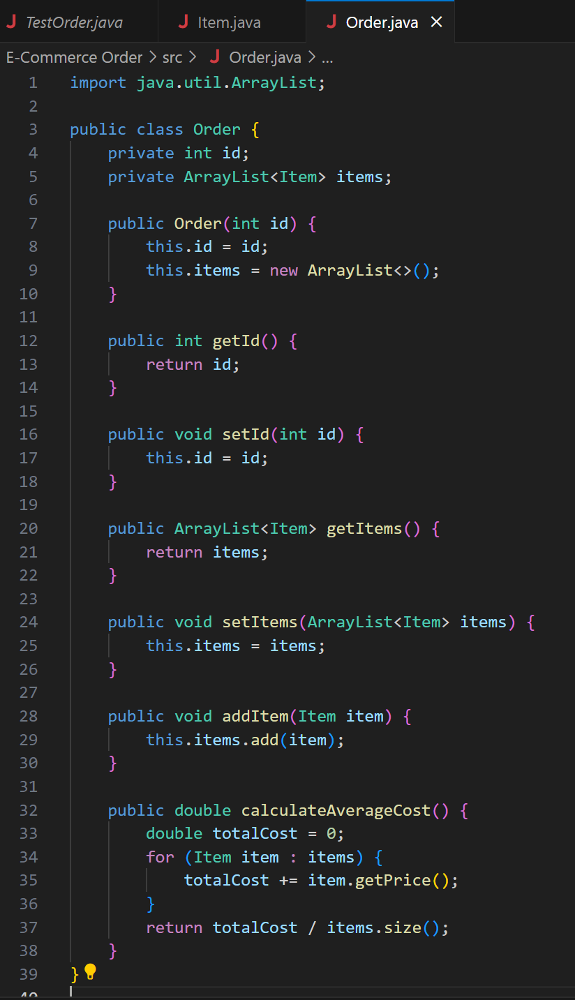 TestOrder.java Item.java Order.java ×
E-Commerce Order > src > Order.java > ...
1 import java.util.ArrayList;
2
3 public class Order {
4     private int id;
5     private ArrayList<Item> items;
6
7     public Order(int id) {
8         this.id = id;
9         this.items = new ArrayList<>();
10     }
11
12     public int getId() {
13         return id;
14     }
15
16     public void setId(int id) {
17         this.id = id;
18     }
19
20     public ArrayList<Item> getItems() {
21         return items;
22     }
23
24     public void setItems(ArrayList<Item> items) {
25         this.items = items;
26     }
27
28     public void addItem(Item item) {
29         this.items.add(item);
30     }
31
32     public double calculateAverageCost() {
33         double totalCost = 0;
34         for (Item item : items) {
35             totalCost += item.getPrice();
36         }
37         return totalCost / items.size();
38     }
39 }
40